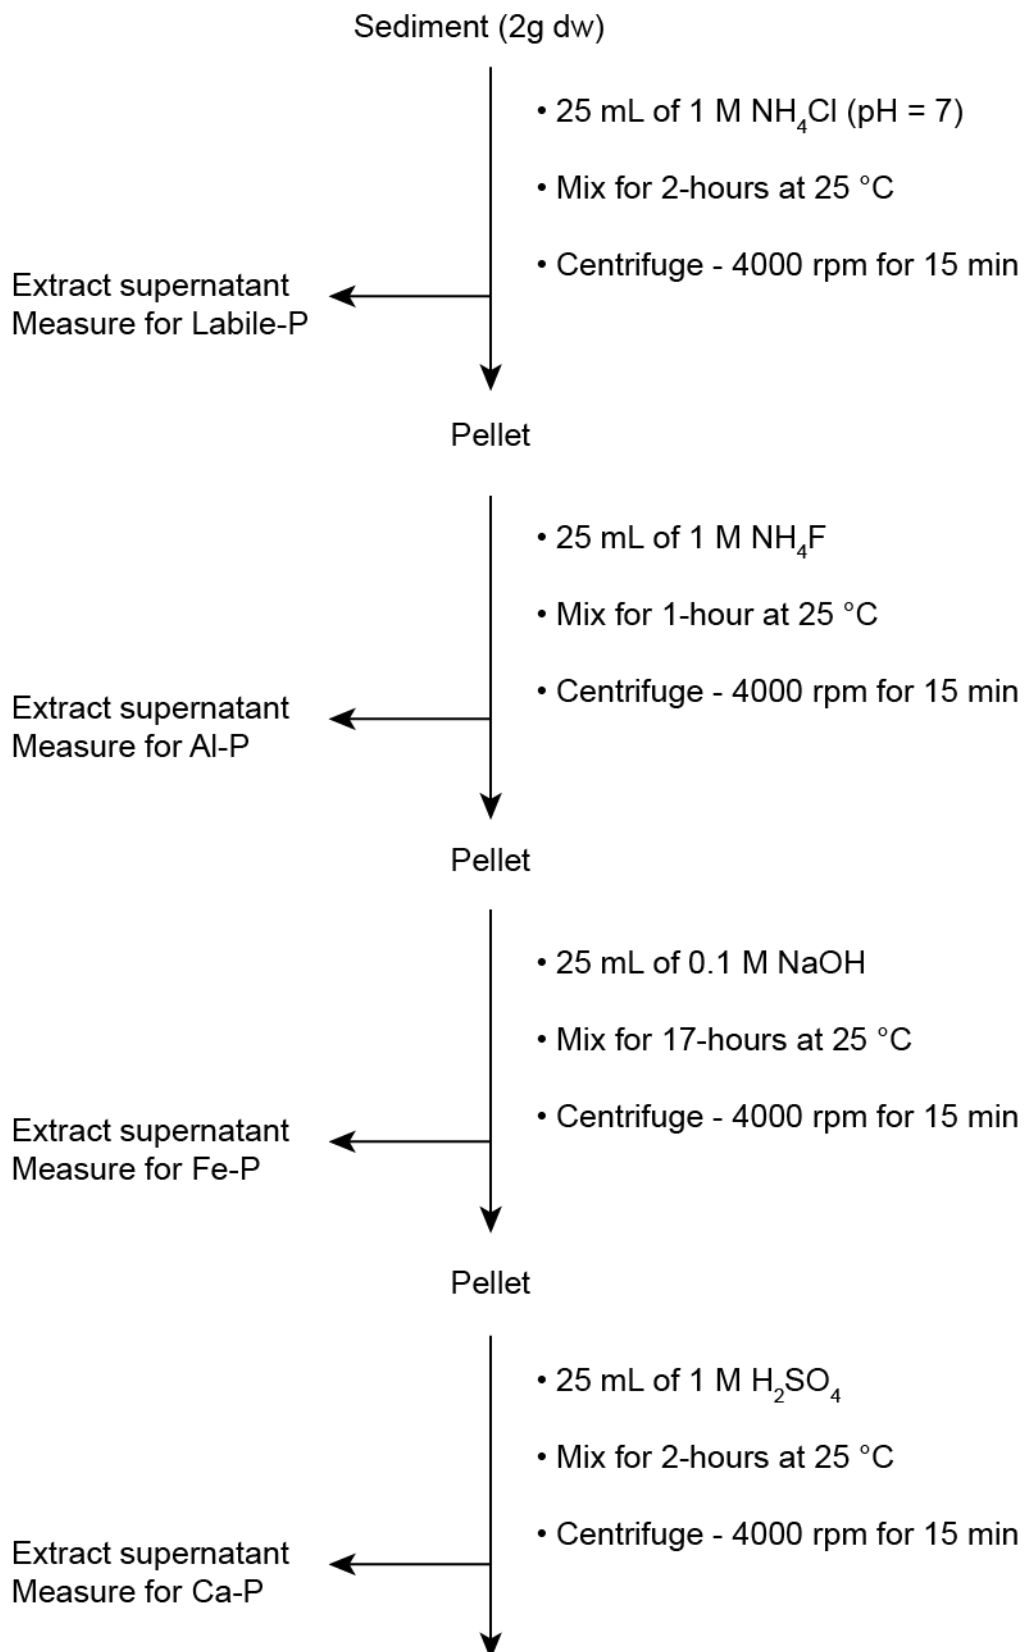 Sediment (2g dw)
• 25 mL of 1 M NH₄Cl (pH = 7)
• Mix for 2-hours at 25 °C
• Centrifuge - 4000 rpm for 15 min
Extract supernatant
Measure for Labile-P
Pellet
• 25 mL of 1 M NH₄F
• Mix for 1-hour at 25 °C
• Centrifuge - 4000 rpm for 15 min
Extract supernatant
Measure for Al-P
Pellet
• 25 mL of 0.1 M NaOH
• Mix for 17-hours at 25 °C
• Centrifuge - 4000 rpm for 15 min
Extract supernatant
Measure for Fe-P
Pellet
• 25 mL of 1 M H₂SO₄
• Mix for 2-hours at 25 °C
• Centrifuge - 4000 rpm for 15 min
Extract supernatant
Measure for Ca-P